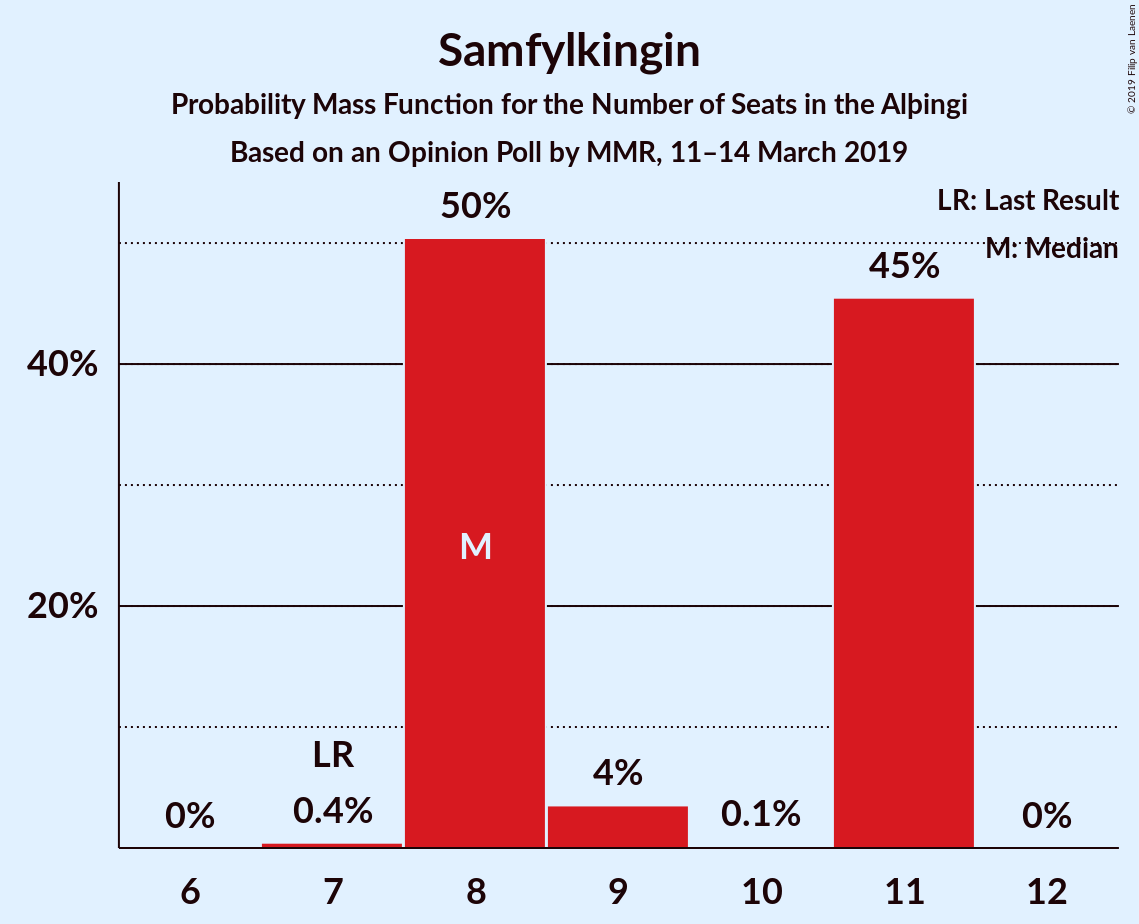 Samfylkingin
Probability Mass Function for the Number of Seats in the Alþingi
Based on an Opinion Poll by MMR, 11–14 March 2019
© 2019 Filip van Laenen
LR: Last Result
M: Median
50%
45%
40%
M
20%
LR
0%
0.4%
4%
0.1%
0%
6
7
8
9
10
11
12